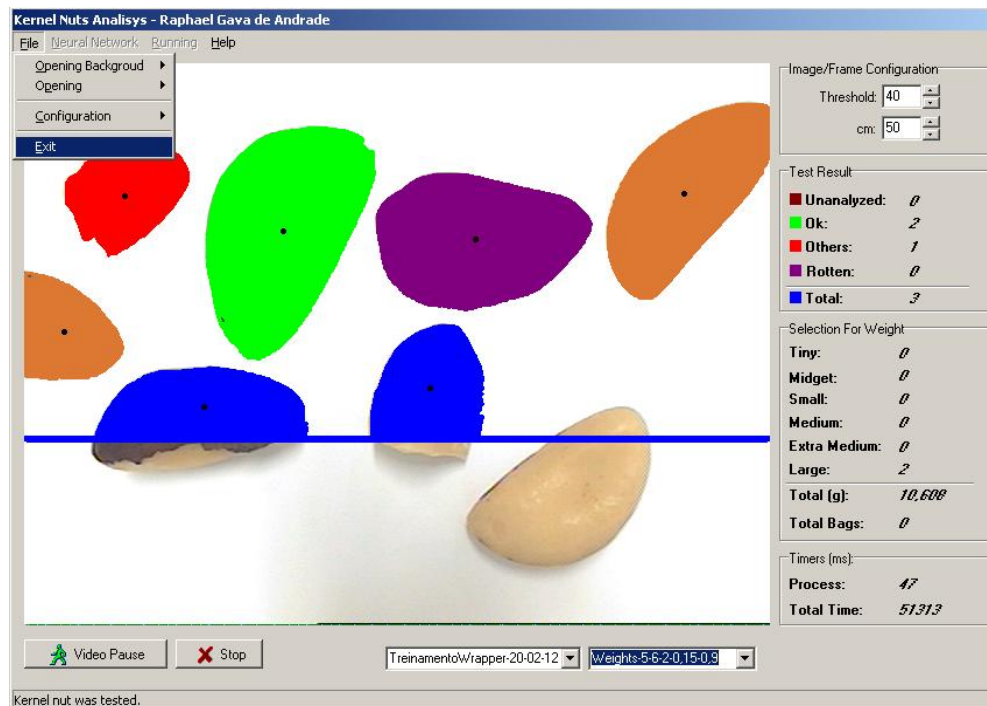 Kernel Nuts Analisys - Raphael Gava de Andrade
File Neural Network Running Help
Opening Backgroud
Opening
Configuration
Exit
Image/Frame Configuration
Threshold: 40
cm: 50
Test Result
Unanalyzed: 0
Ok: 2
Others: 1
Rotten: 0
Total: 3
Selection For Weight
Tiny: 0
Midget: 0
Small: 0
Medium: 0
Extra Medium: 0
Large: 2
Total (g): 10,608
Total Bags: 0
Timers (ms):
Process: 47
Total Time: 51313
Video Pause
Stop
TreinamentoWrapper-20-02-12
Weights-5-6-2-0,15-0,9
Kernel nut was tested.